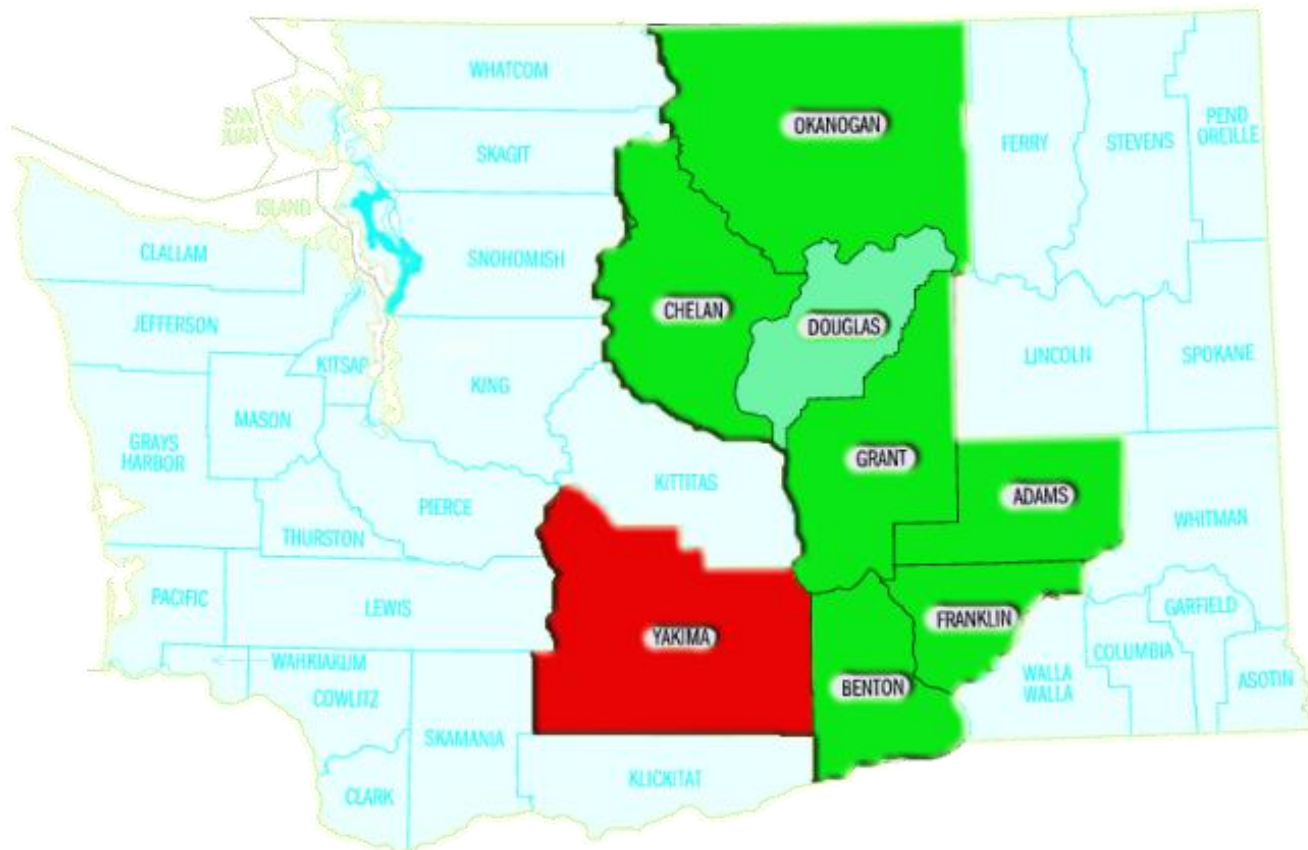 WHATCOM
OKANOGAN
PEND
OREILLE
SAN
JUAN
SKAGIT
FERRY
STEVENS
ISLAND
CLALLAM
SNOHOMISH
CHELAN
DOUGLAS
JEFFERSON
KITSAP
KING
LINCOLN
SPOKANE
MASON
GRAYS
HARBOR
GRANT
KITTITAS
ADAMS
PIERCE
THURSTON
WHITMAN
PACIFIC
LEWIS
YAKIMA
FRANKLIN
GARFIELD
WAHKIAKUM
COLUMBIA
WALLA
WALLA
COWLITZ
BENTON
ASOTIN
SKAMANIA
KLICKITAT
CLARK